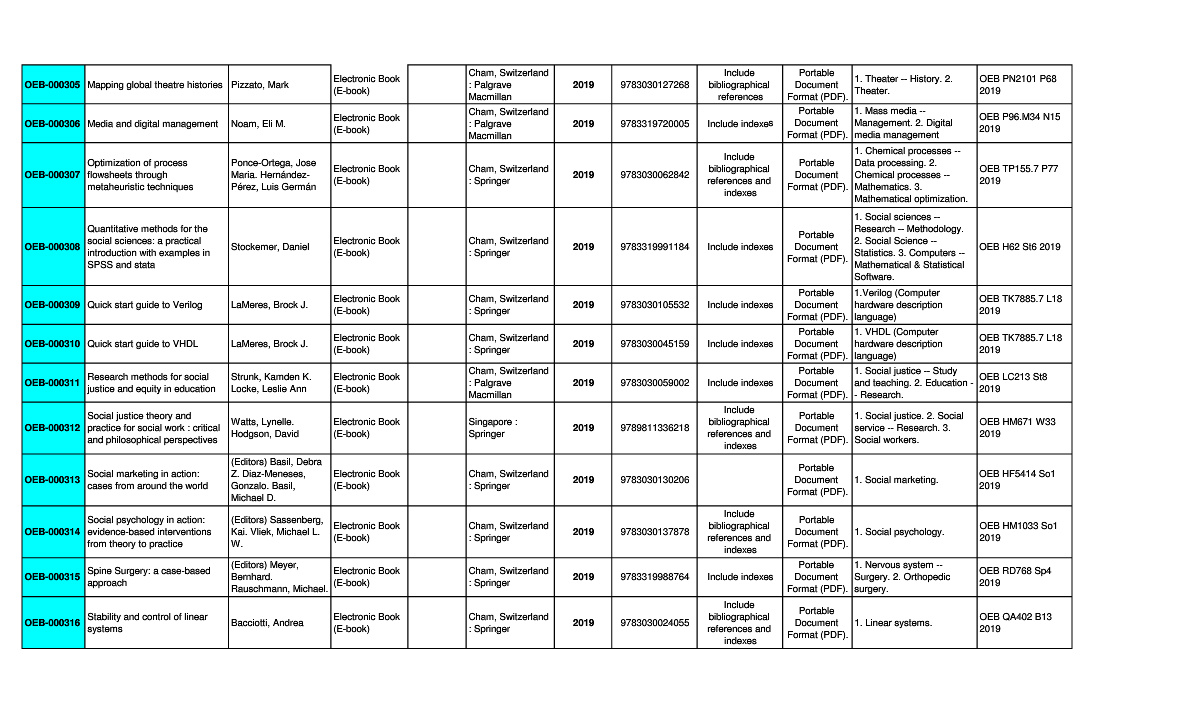 OEB-000305
Mapping global theatre histories
Pizzato, Mark
Electronic Book
(E-book)
Cham, Switzerland
: Palgrave
Macmillan
2019
9783030127268
Include
bibliographical
references
Portable
Document
Format (PDF).
1. Theater -- History. 2.
Theater.
OEB PN2101 P68
2019
OEB-000306
Media and digital management
Noam, Eli M.
Electronic Book
(E-book)
Cham, Switzerland
: Palgrave
Macmillan
2019
9783319720005
Include indexes
Portable
Document
Format (PDF).
1. Mass media --
Management. 2. Digital
media management
OEB P96.M34 N15
2019
OEB-000307
Optimization of process
flowsheets through
metaheuristic techniques
Ponce-Ortega, Jose
Maria. Hernández-
Pérez, Luis Germán
Electronic Book
(E-book)
Cham, Switzerland
: Springer
2019
9783030062842
Include
bibliographical
references and
indexes
Portable
Document
Format (PDF).
1. Chemical processes --
Data processing. 2.
Chemical processes --
Mathematics. 3.
Mathematical optimization.
OEB TP155.7 P77
2019
OEB-000308
Quantitative methods for the
social sciences: a practical
introduction with examples in
SPSS and stata
Stockemer, Daniel
Electronic Book
(E-book)
Cham, Switzerland
: Springer
2019
9783319991184
Include indexes
Portable
Document
Format (PDF).
1. Social sciences --
Research -- Methodology.
2. Social Science --
Statistics. 3. Computers --
Mathematical & Statistical
Software.
OEB H62 St6 2019
OEB-000309
Quick start guide to Verilog
LaMeres, Brock J.
Electronic Book
(E-book)
Cham, Switzerland
: Springer
2019
9783030105532
Include indexes
Portable
Document
Format (PDF).
1.Verilog (Computer
hardware description
language)
OEB TK7885.7 L18
2019
OEB-000310
Quick start guide to VHDL
LaMeres, Brock J.
Electronic Book
(E-book)
Cham, Switzerland
: Springer
2019
9783030045159
Include indexes
Portable
Document
Format (PDF).
1. VHDL (Computer
hardware description
language)
OEB TK7885.7 L18
2019
OEB-000311
Research methods for social
justice and equity in education
Strunk, Kamden K.
Locke, Leslie Ann
Electronic Book
(E-book)
Cham, Switzerland
: Palgrave
Macmillan
2019
9783030059002
Include indexes
Portable
Document
Format (PDF).
1. Social justice -- Study
and teaching. 2. Education -
- Research.
OEB LC213 St8
2019
OEB-000312
Social justice theory and
practice for social work : critical
and philosophical perspectives
Watts, Lynelle.
Hodgson, David
Electronic Book
(E-book)
Singapore :
Springer
2019
9789811336218
Include
bibliographical
references and
indexes
Portable
Document
Format (PDF).
1. Social justice. 2. Social
service -- Research. 3.
Social workers.
OEB HM671 W33
2019
OEB-000313
Social marketing in action:
cases from around the world
(Editors) Basil, Debra
Z. Diaz-Meneses,
Gonzalo. Basil,
Michael D.
Electronic Book
(E-book)
Cham, Switzerland
: Springer
2019
9783030130206
Portable
Document
Format (PDF).
1. Social marketing.
OEB HF5414 So1
2019
OEB-000314
Social psychology in action:
evidence-based interventions
from theory to practice
(Editors) Sassenberg,
Kai. Vliek, Michael L.
W.
Electronic Book
(E-book)
Cham, Switzerland
: Springer
2019
9783030137878
Include
bibliographical
references and
indexes
Portable
Document
Format (PDF).
1. Social psychology.
OEB HM1033 So1
2019
OEB-000315
Spine Surgery: a case-based
approach
(Editors) Meyer,
Bernhard.
Rauschmann, Michael.
Electronic Book
(E-book)
Cham, Switzerland
: Springer
2019
9783319988764
Include indexes
Portable
Document
Format (PDF).
1. Nervous system --
Surgery. 2. Orthopedic
surgery.
OEB RD768 Sp4
2019
OEB-000316
Stability and control of linear
systems
Bacciotti, Andrea
Electronic Book
(E-book)
Cham, Switzerland
: Springer
2019
9783030024055
Include
bibliographical
references and
indexes
Portable
Document
Format (PDF).
1. Linear systems.
OEB QA402 B13
2019